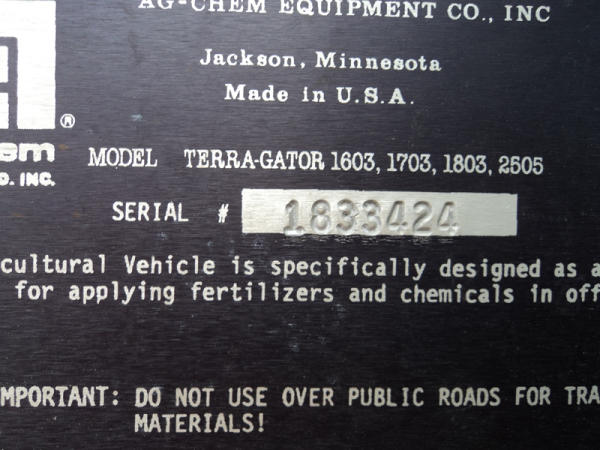 AG-CHEM EQUIPMENT CO., INC
Jackson, Minnesota
Made in U.S.A.
®
em
O. INC.
MODEL TERRA-GATOR 1603, 1703, 1803, 2505
SERIAL # 1833424
cultural Vehicle is specifically designed as a
for applying fertilizers and chemicals in off
MPORTANT: DO NOT USE OVER PUBLIC ROADS FOR TRA
MATERIALS!